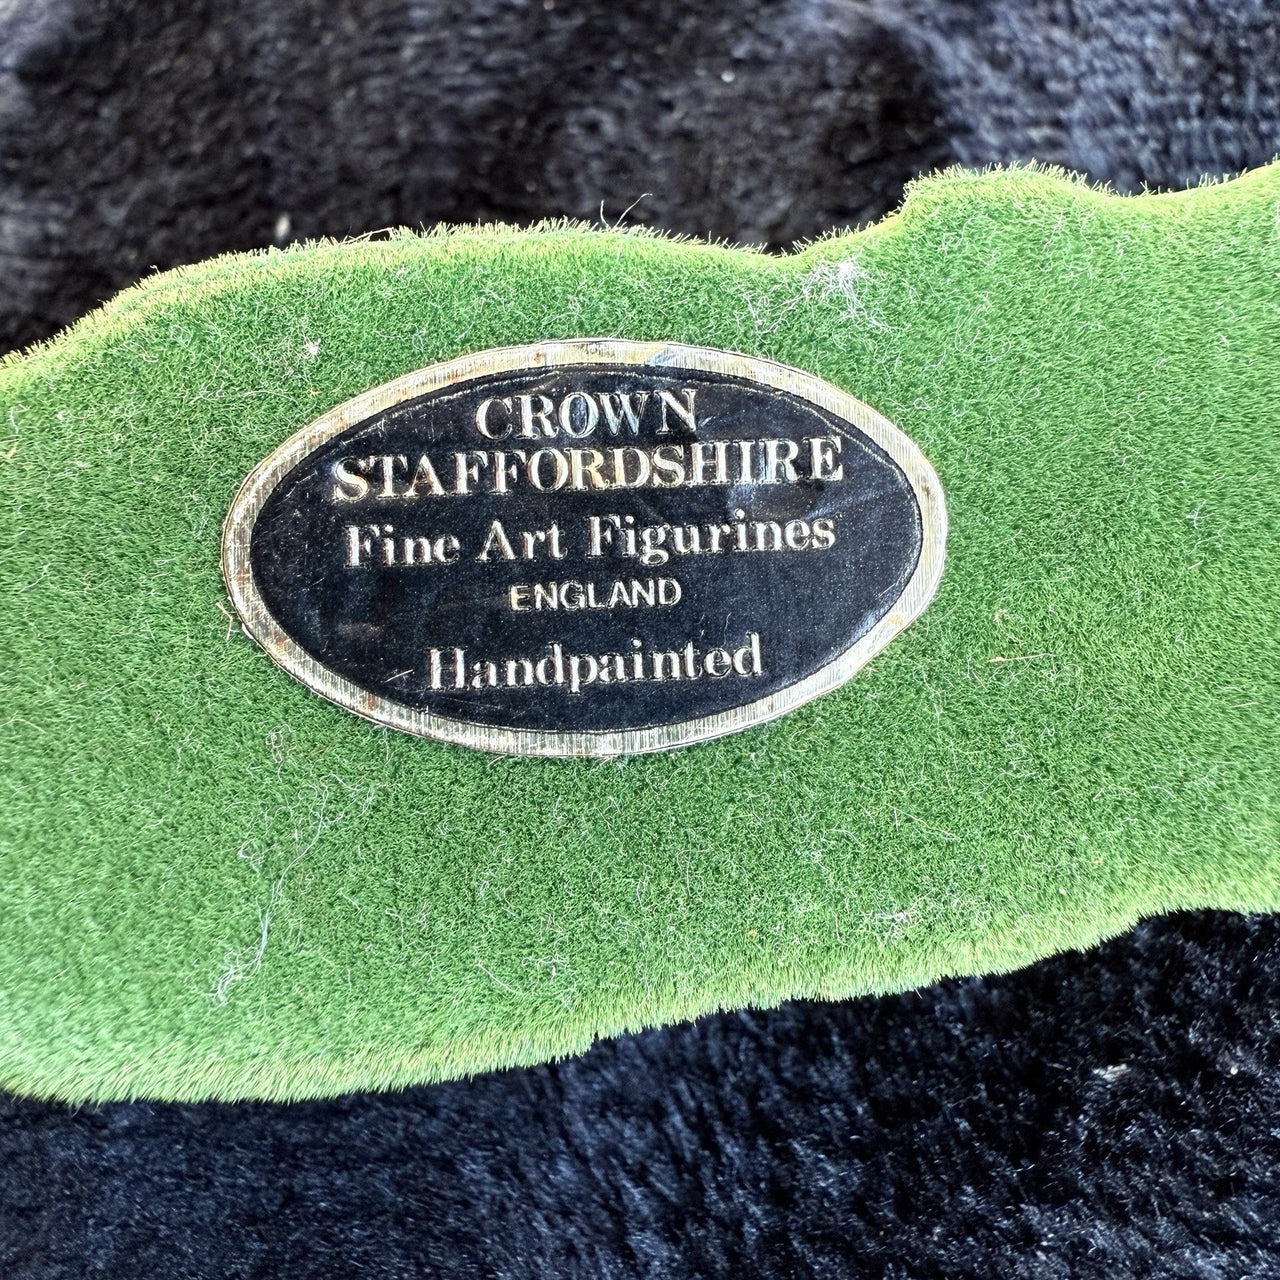 CROWN
STAFFORDSHIRE
Fine Art Figurines
ENGLAND
Handpainted